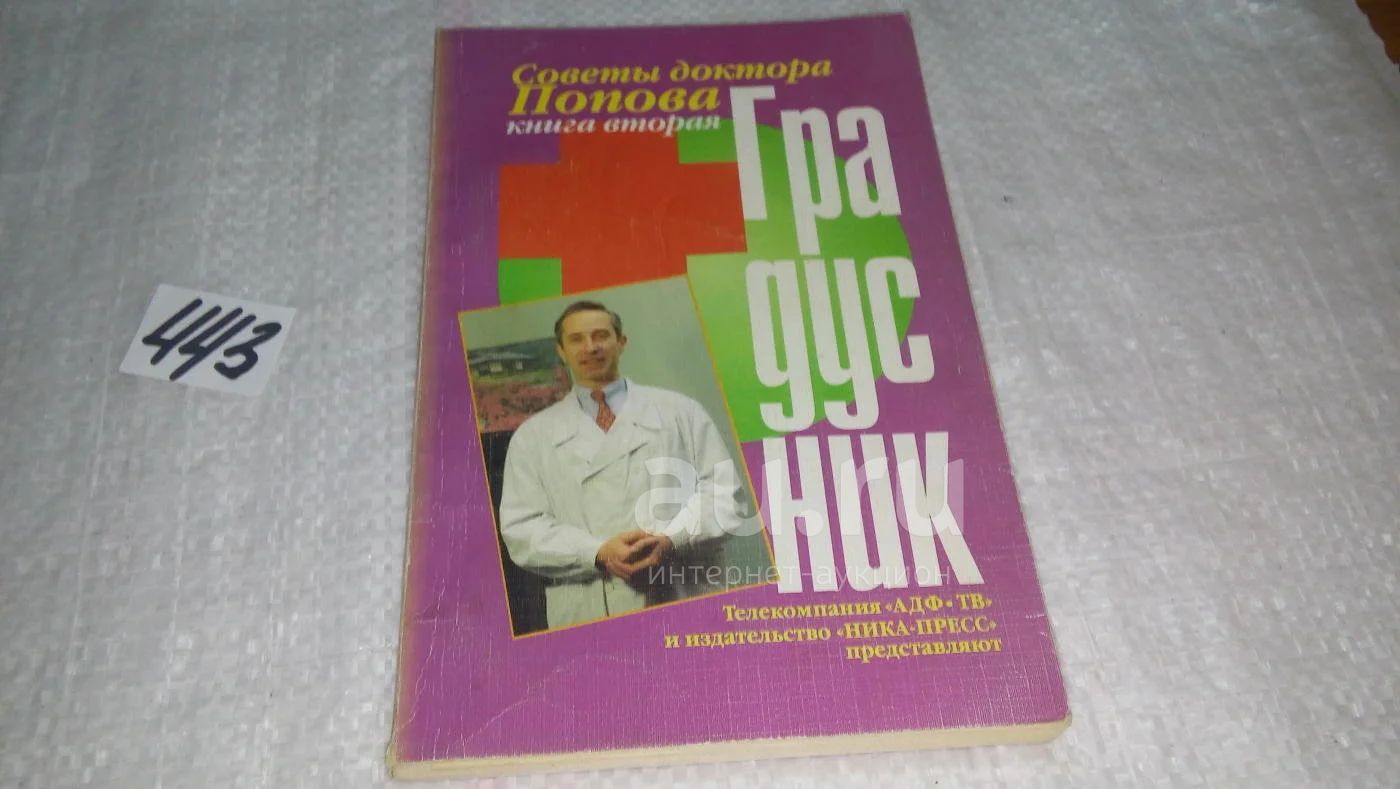 Советы доктора
Попова
книга вторая
Гра
дус
ник
443
au.ru
интернет-аукцион
Телекомпания «АДФ•ТВ»
и издательство «НИКА-ПРЕСС»
представляют